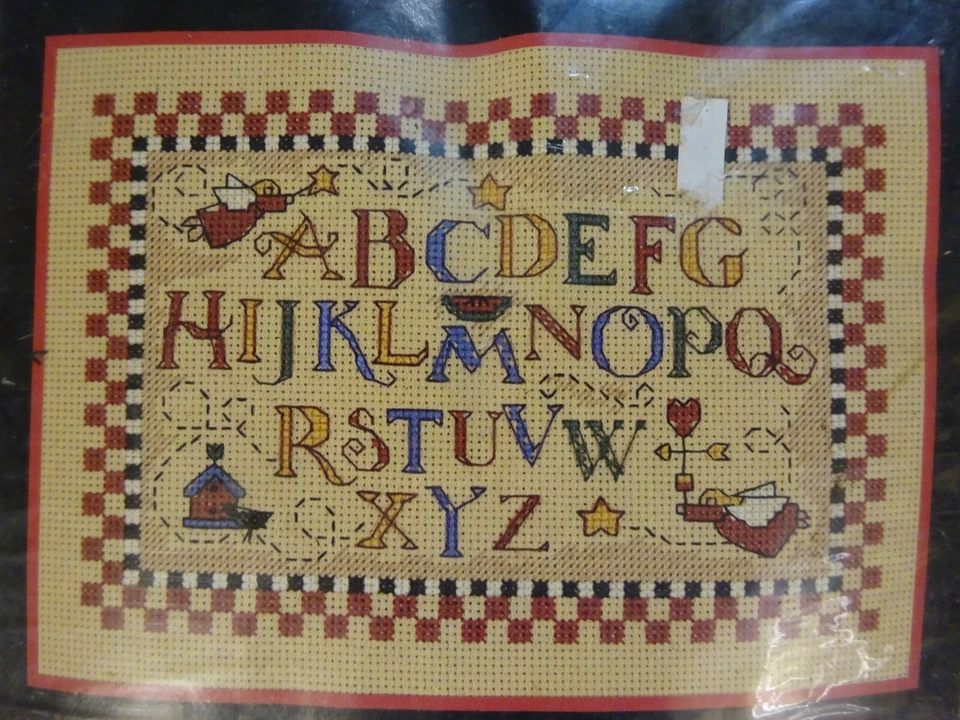 ABCDEFG
HIJKLMNOPQ
RSTUVW
XYZ